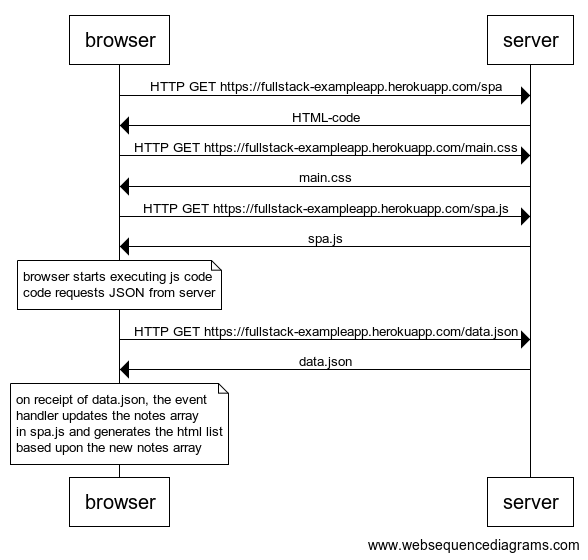 browser
server
HTTP GET https://fullstack-exampleapp.herokuapp.com/spa
HTML-code
HTTP GET https://fullstack-exampleapp.herokuapp.com/main.css
main.css
HTTP GET https://fullstack-exampleapp.herokuapp.com/spa.js
spa.js
browser starts executing js code
code requests JSON from server
HTTP GET https://fullstack-exampleapp.herokuapp.com/data.json
data.json
on receipt of data.json, the event
handler updates the notes array
in spa.js and generates the html list
based upon the new notes array
browser
server
www.websequencediagrams.com